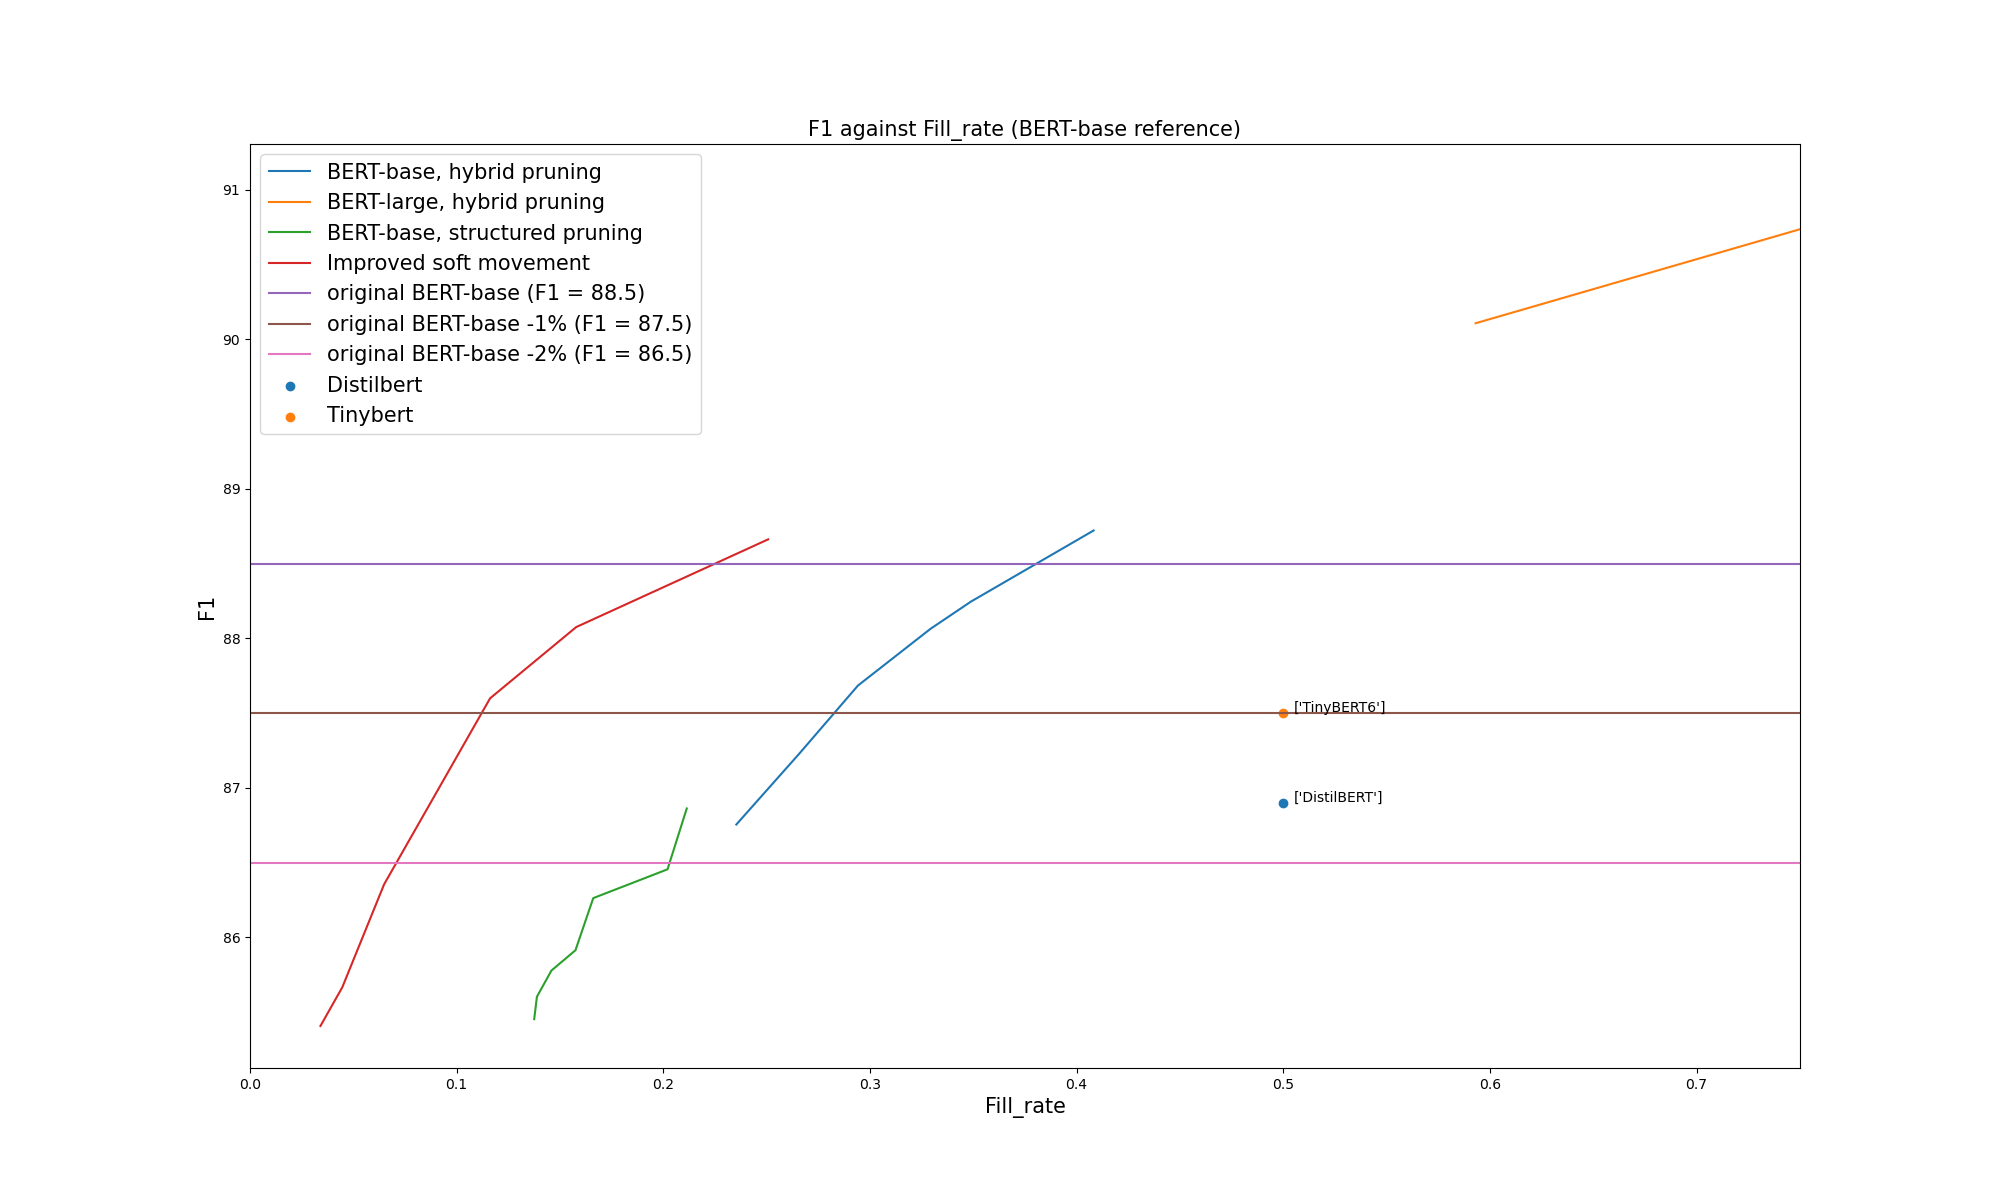 F1 against Fill_rate (BERT-base reference)
BERT-base, hybrid pruning
BERT-large, hybrid pruning
BERT-base, structured pruning
Improved soft movement
original BERT-base (F1 = 88.5)
original BERT-base -1% (F1 = 87.5)
original BERT-base -2% (F1 = 86.5)
Distilbert
Tinybert
91
90
89
88
87
86
F1
['TinyBERT6']
['DistilBERT']
0.0 0.1 0.2 0.3 0.4 0.5 0.6 0.7
Fill_rate